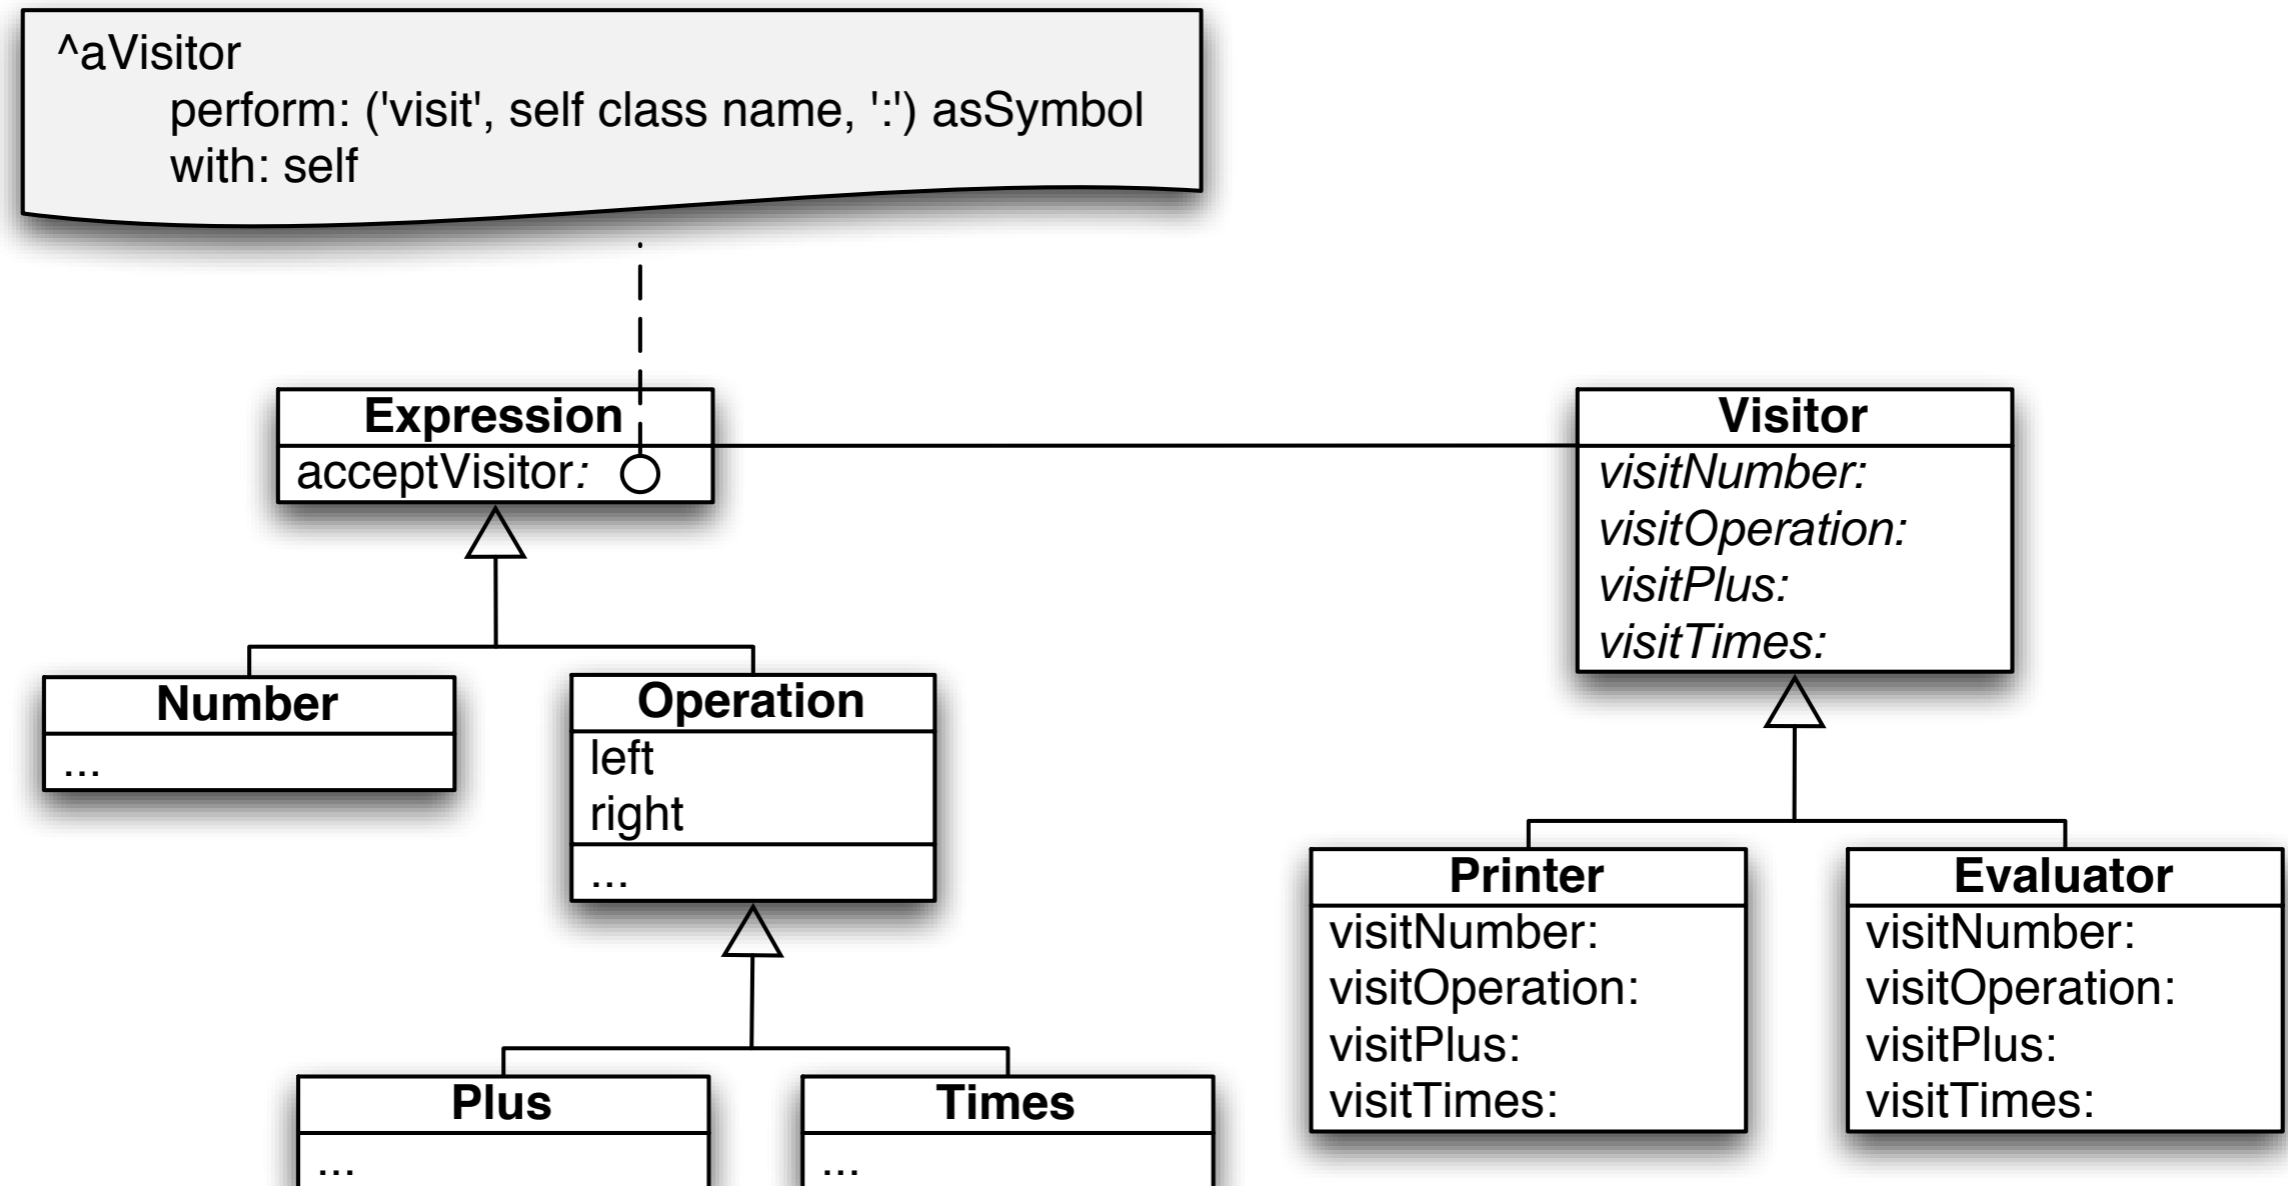 ^aVisitor
perform: ('visit', self class name, ':') asSymbol
with: self
Expression
acceptVisitor:
Visitor
visitNumber:
visitOperation:
visitPlus:
visitTimes:
Number
...
Operation
left
right
...
Plus
...
Times
...
Printer
visitNumber:
visitOperation:
visitPlus:
visitTimes:
Evaluator
visitNumber:
visitOperation:
visitPlus:
visitTimes: